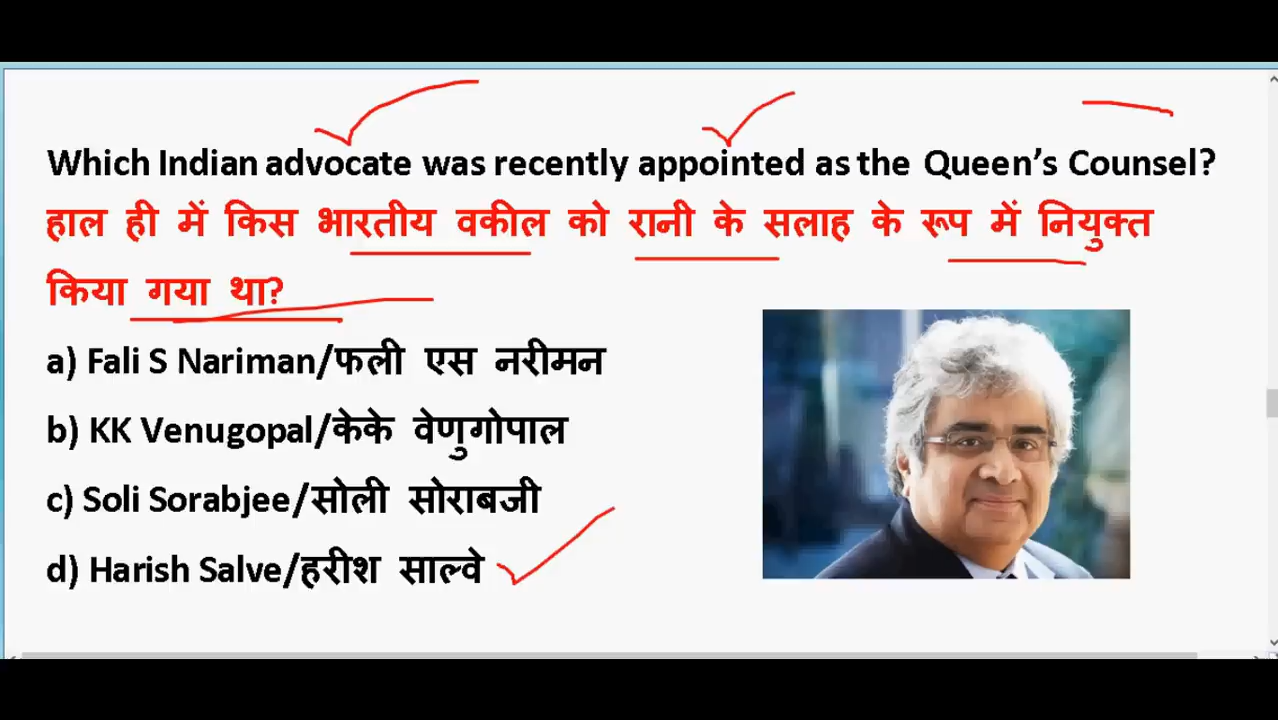 Which Indian advocate was recently appointed as the Queen's Counsel?
हाल ही में किस भारतीय वकील को रानी के सलाह के रूप में नियुक्त
किया गया था?
a) Fali S Nariman/फली एस नरीमन
b) KK Venugopal/केके वेणुगोपाल
c) Soli Sorabjee/सोली सोराबजी
d) Harish Salve/हरीश साल्वे